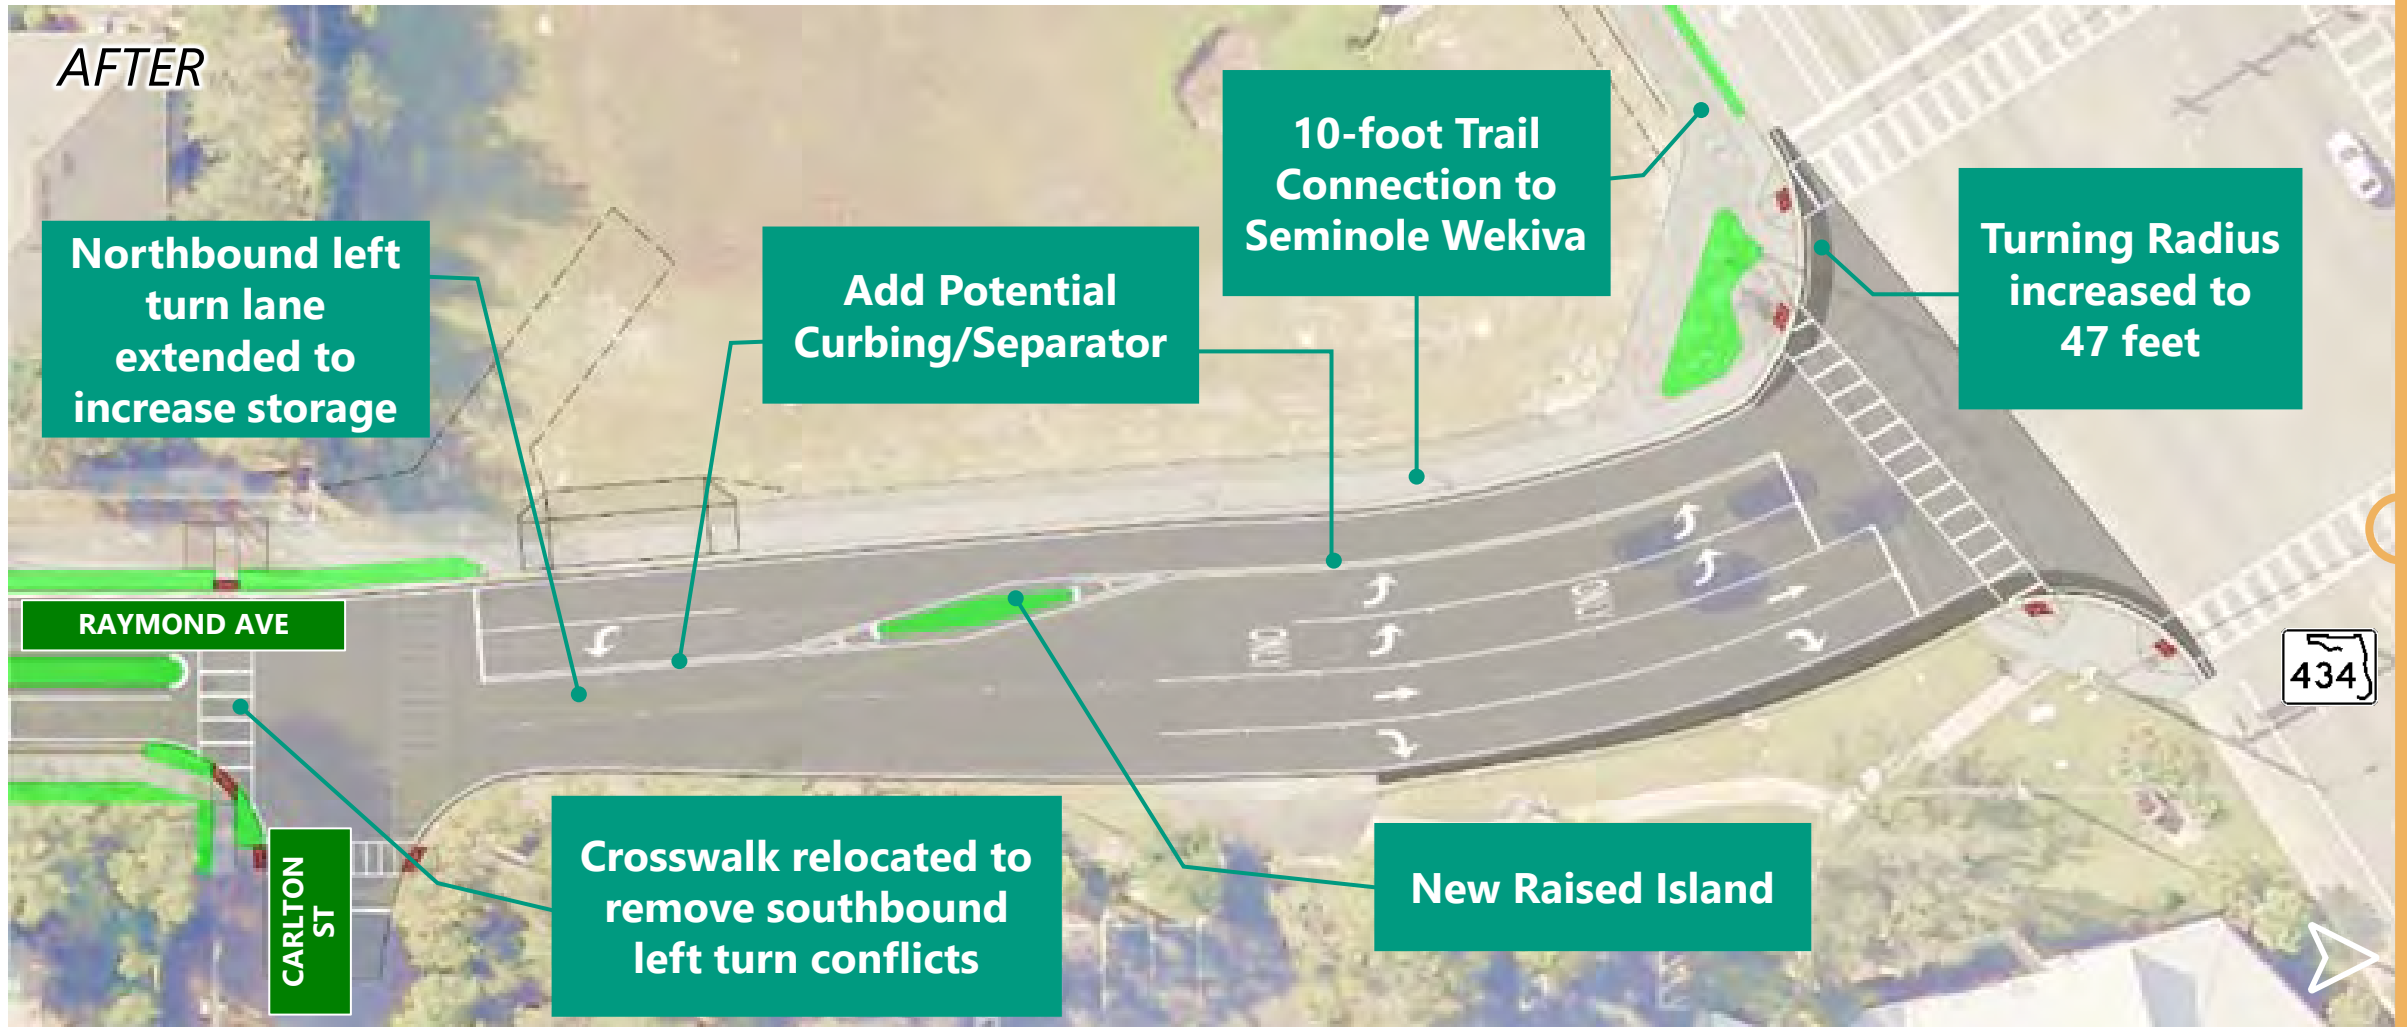 AFTER
10-foot Trail
Connection to
Seminole Wekiva
Turning Radius
increased to
47 feet
Northbound left
turn lane
extended to
increase storage
Add Potential
Curbing/Separator
RAYMOND AVE
ONLY
ONLY
434
CARLTON
ST
Crosswalk relocated to
remove southbound
left turn conflicts
New Raised Island